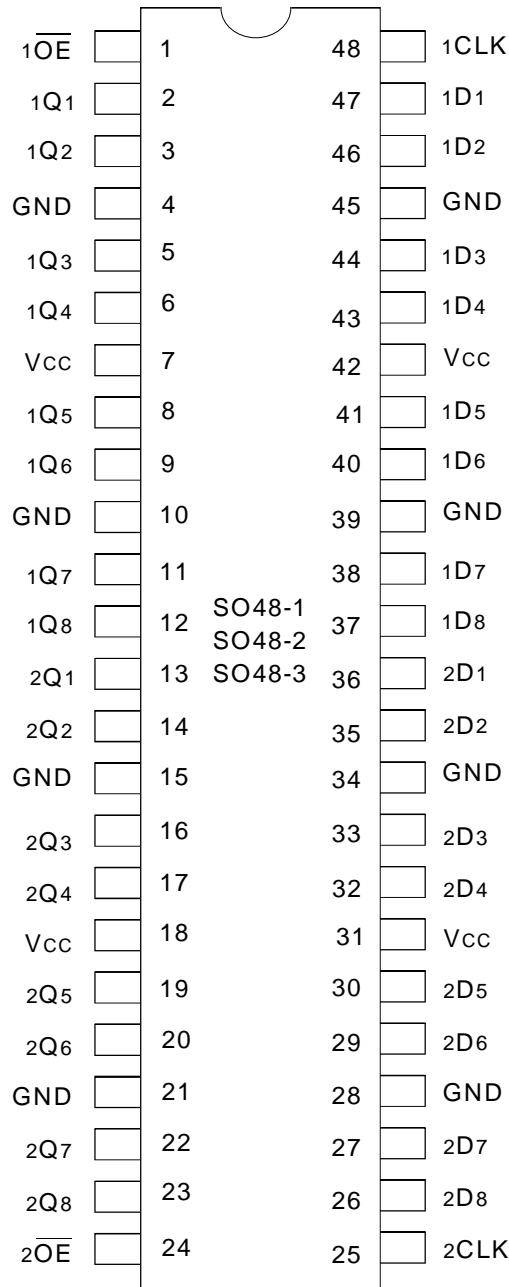 1O̅E̅ 1 48 1CLK
1Q1 2 47 1D1
1Q2 3 46 1D2
GND 4 45 GND
1Q3 5 44 1D3
1Q4 6 43 1D4
Vcc 7 42 Vcc
1Q5 8 41 1D5
1Q6 9 40 1D6
GND 10 39 GND
1Q7 11 38 1D7
1Q8 12 SO48-1 37 1D8
SO48-2
2Q1 13 SO48-3 36 2D1
2Q2 14 35 2D2
GND 15 34 GND
2Q3 16 33 2D3
2Q4 17 32 2D4
Vcc 18 31 Vcc
2Q5 19 30 2D5
2Q6 20 29 2D6
GND 21 28 GND
2Q7 22 27 2D7
2Q8 23 26 2D8
2O̅E̅ 24 25 2CLK